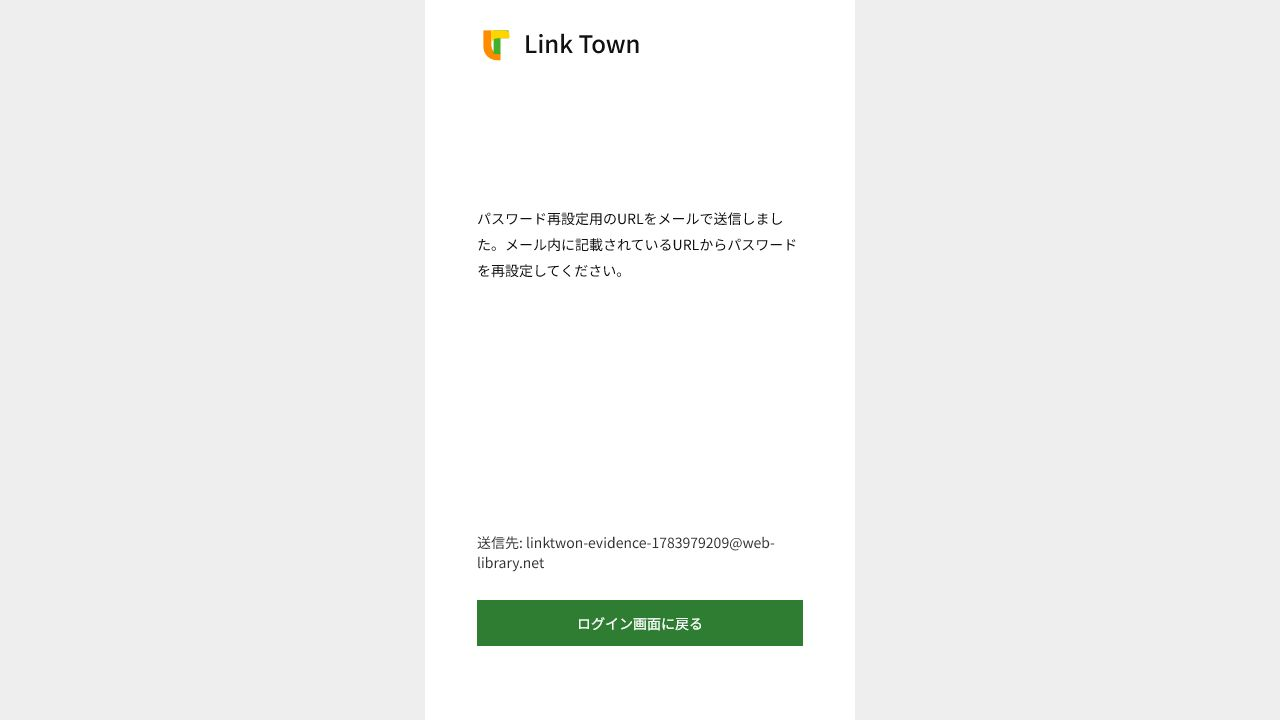 Link Town
パスワード再設定用のURLをメールで送信しまし
た。メール内に記載されているURLからパスワード
を再設定してください。
送信先: linktwon-evidence-1783979209@web-
library.net
ログイン画面に戻る